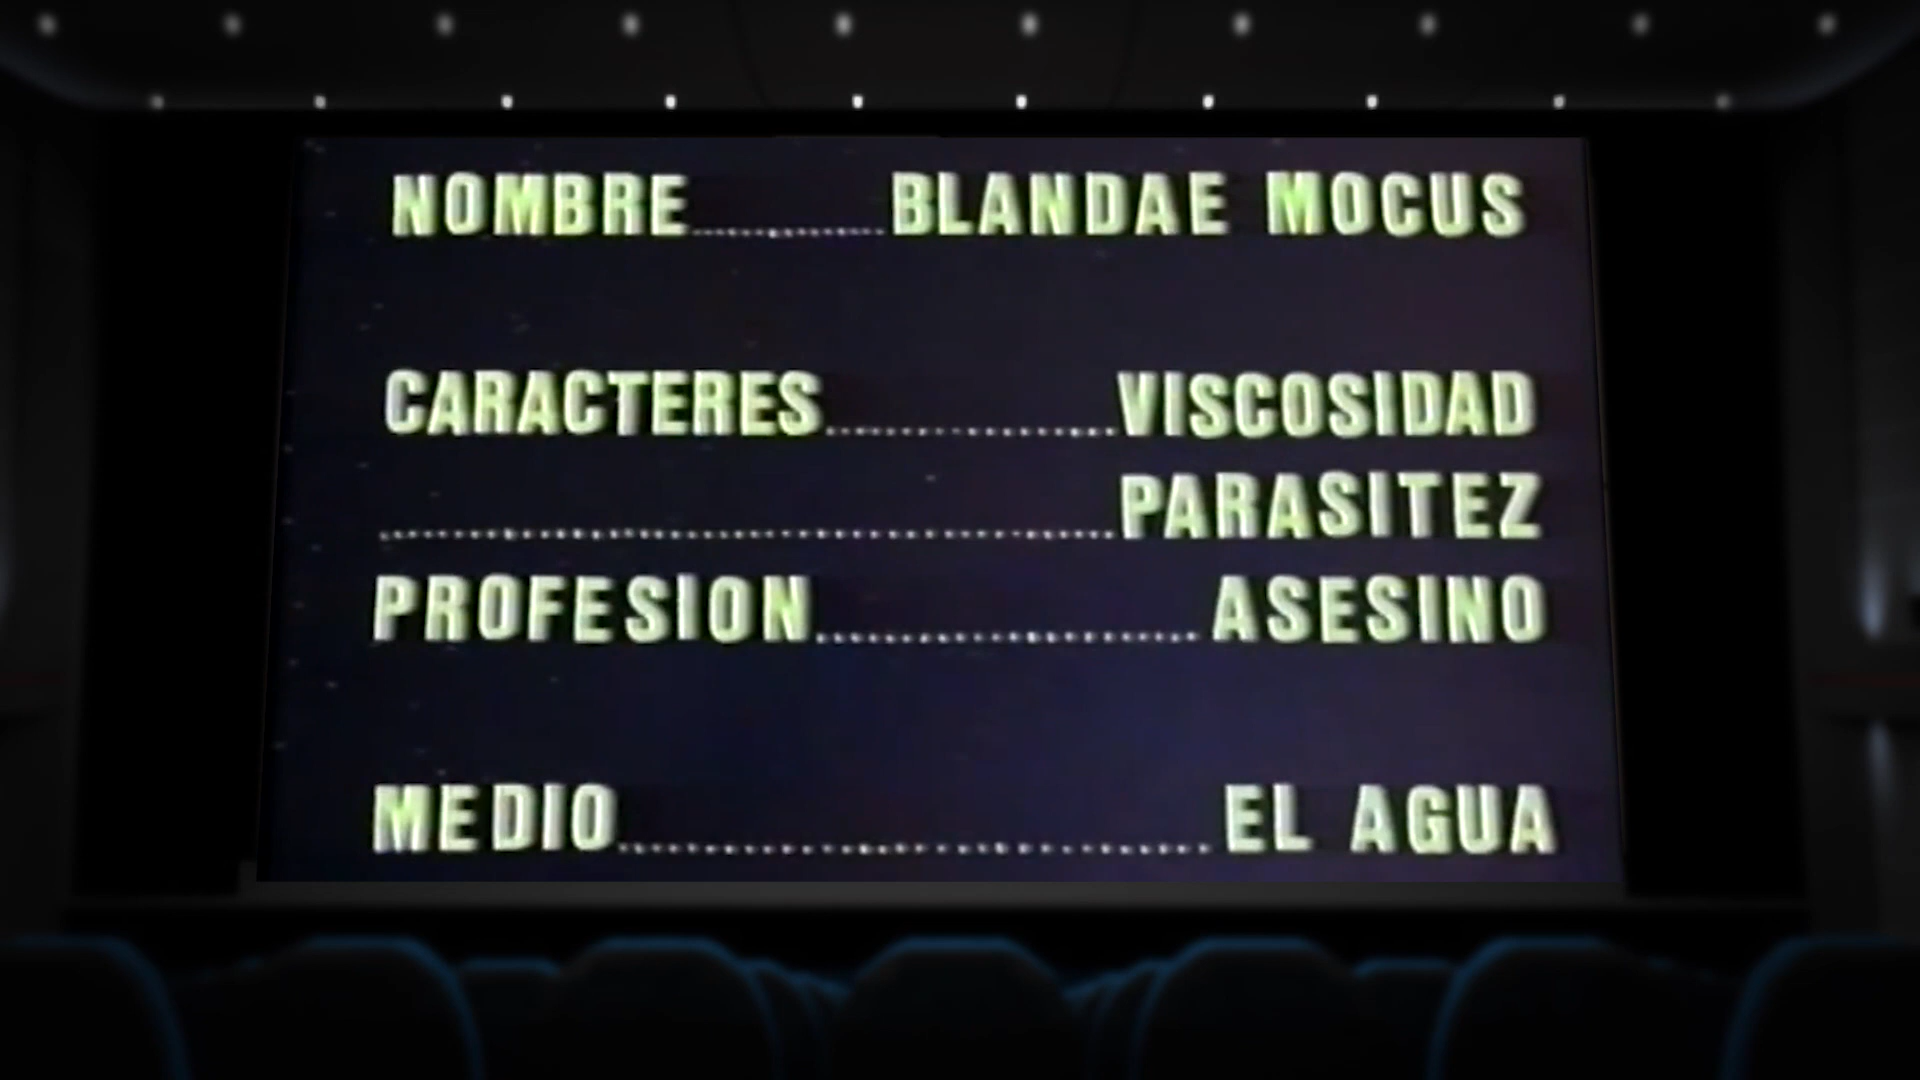 NOMBRE..........BLANDAE MOCUS
CARACTERES...............VISCOSIDAD
.....................................PARASITEZ
PROFESION....................ASESINO
MEDIO..............................EL AGUA